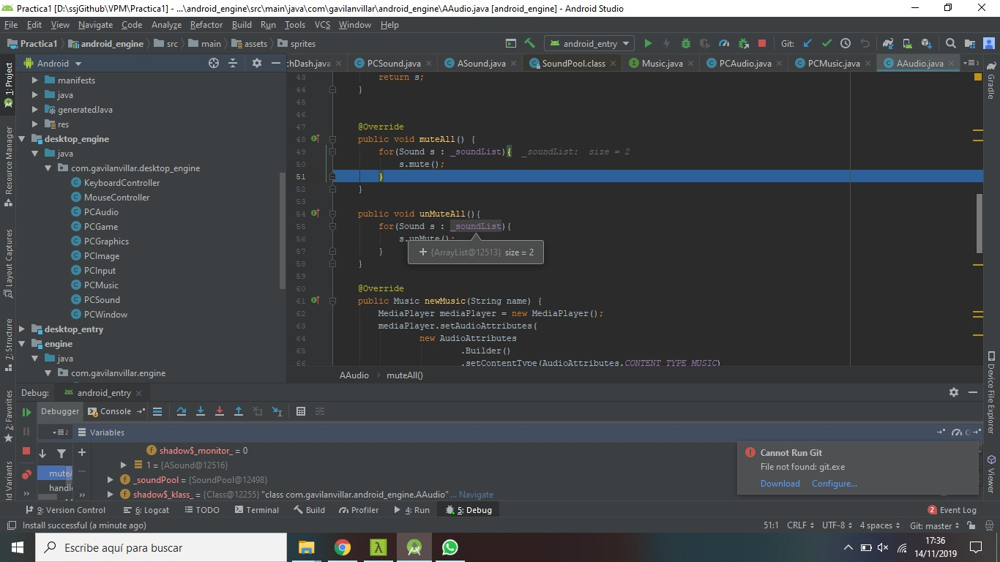 Practica1 [D:\ssjGithub\VPM\Practica1] - ...\android_engine\src\main\java\com\gavilanvillar\android_engine\AAudio.java [android_engine] - Android Studio
File Edit View Navigate Code Analyze Refactor Build Run Tools VCS Window Help
Practica1 android_engine src main assets sprites android_entry Git:
1: Project
Resource Manager
Layout Captures
Z: Structure
2: Favorites
ld Variants
Android
manifests
java
generatedJava
res
desktop_engine
java
com.gavilanvillar.desktop_engine
KeyboardController
MouseController
PCAudio
PCGame
PCGraphics
PCImage
PCInput
PCMusic
PCSound
PCWindow
desktop_entry
engine
java
com.gavilanvillar.engine
chDash.java PCSound.java ASound.java SoundPool.class Music.java PCAudio.java PCMusic.java AAudio.java 3
43 return s;
44 }
45
46
47 @Override
48 public void muteAll() {
49 for(Sound s : _soundList){ _soundList: size = 2
50 s.mute();
51 }
52 }
53
54 public void unMuteAll(){
55 for(Sound s : _soundList){
56 s.unMute();
57 }
58 }
59
60 @Override
61 public Music newMusic(String name) {
62 MediaPlayer mediaPlayer = new MediaPlayer();
63 mediaPlayer.setAudioAttributes(
64 new AudioAttributes
65 .Builder()
66 .setContentType(AudioAttributes.CONTENT_TYPE_MUSIC)
+ {ArrayList@12513} size = 2
AAudio muteAll()
Gradle
Device File Explorer
Viewer
Debug: android_entry
Debugger Console
2 Variables
muteA
handle
shadow$_monitor_ = 0
1 = {ASound@12516}
_soundPool = {SoundPool@12498}
shadow$_klass_ = {Class@12255} "class com.gavilanvillar.android_engine.AAudio"... Navigate
Cannot Run Git
File not found: git.exe
Download Configure...
9: Version Control 6: Logcat TODO Terminal Build Profiler 4: Run 5: Debug 2 Event Log
Install successful (a minute ago) 51:1 CRLF UTF-8 4 spaces Git: master
Escribe aquí para buscar
17:36
14/11/2019